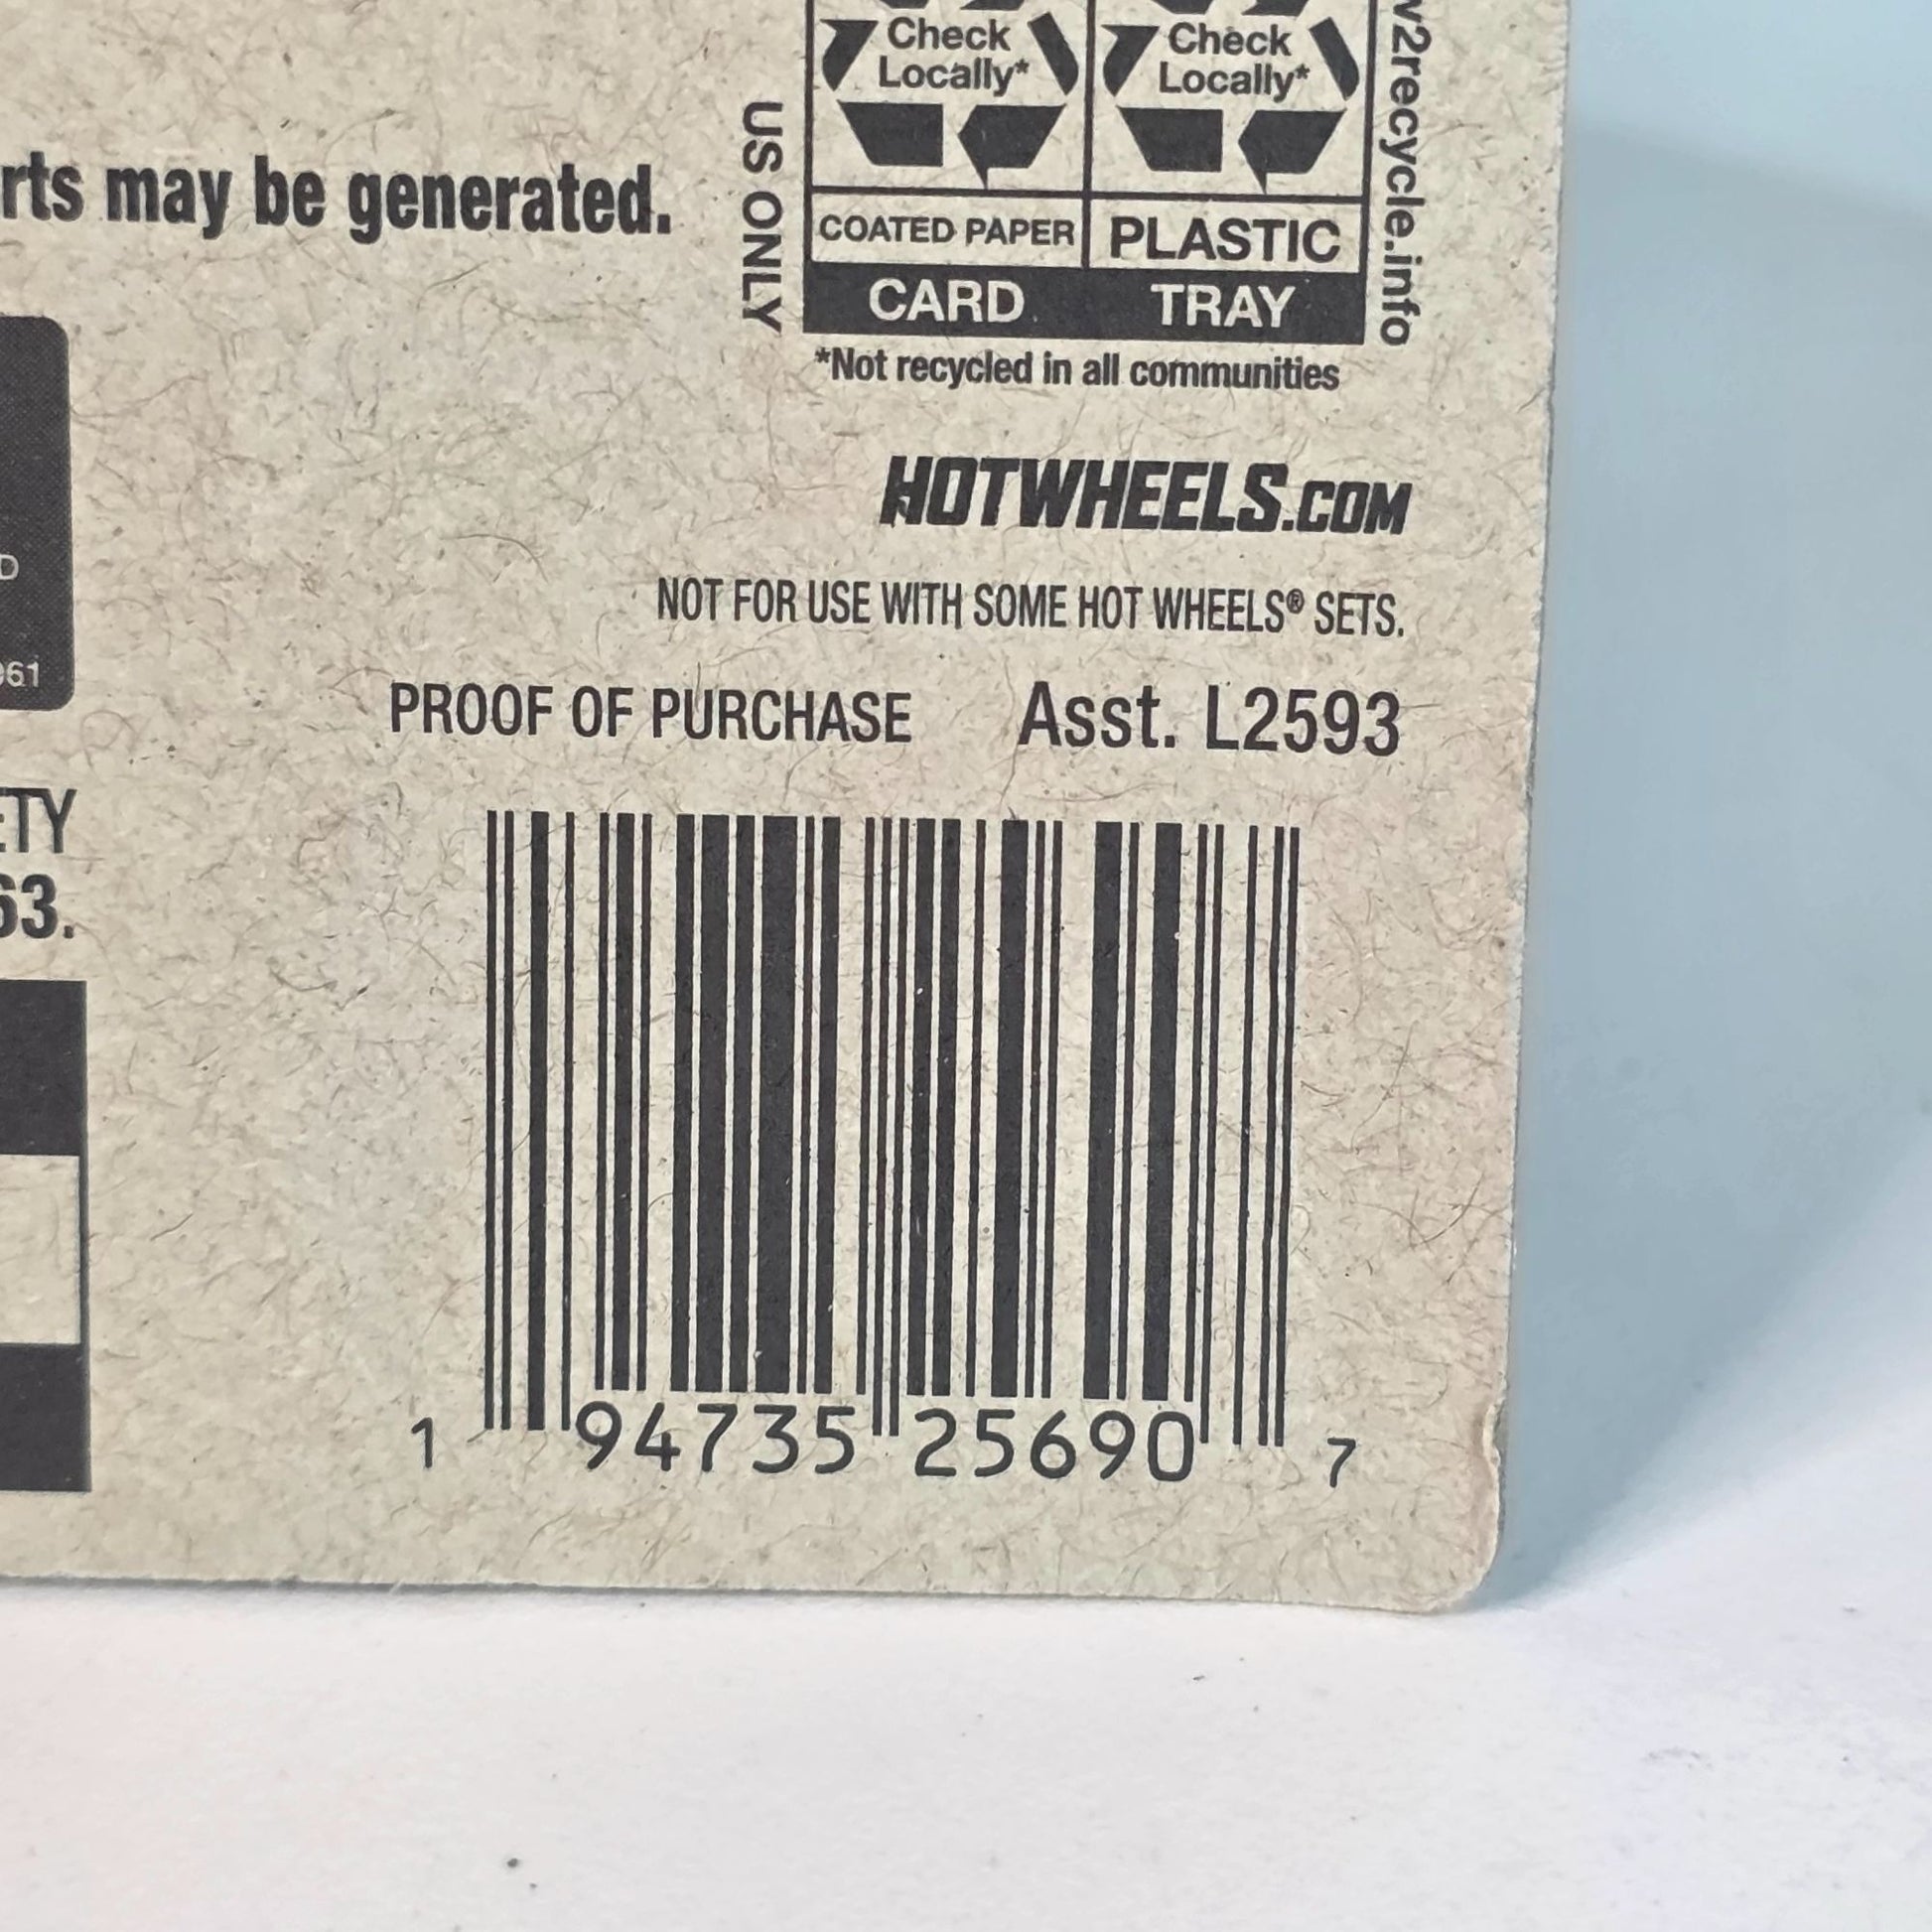 Check Locally*
Check Locally*
may be generated.
US ONLY
COATED PAPER
PLASTIC
CARD
TRAY
*Not recycled in all communities
HOTWHEELS.COM
NOT FOR USE WITH SOME HOT WHEELS® SETS.
PROOF OF PURCHASE Asst. L2593
1 94735 25690 7